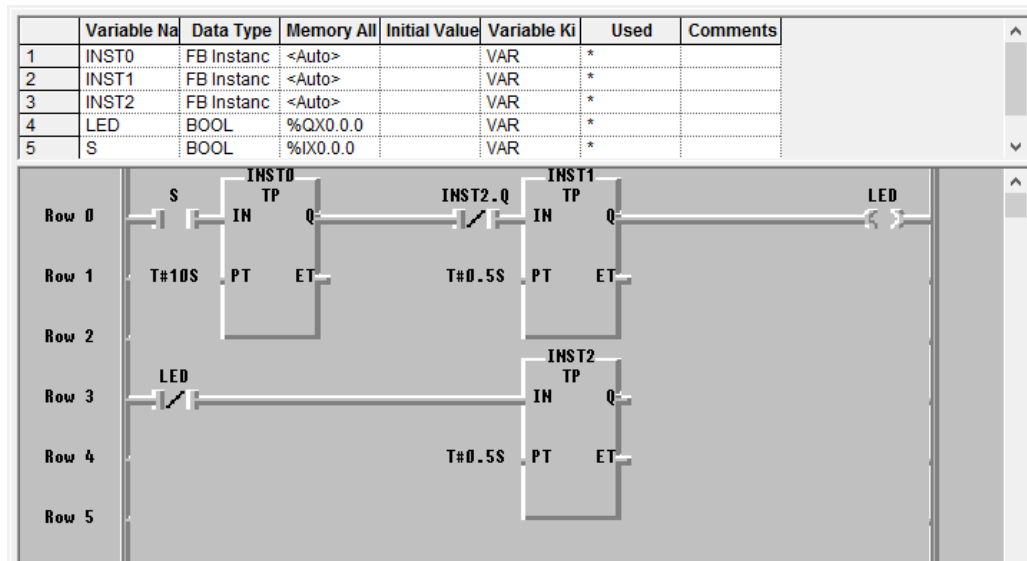 Variable Na Data Type Memory All Initial Value Variable Ki Used Comments
1 INST0 FB Instanc <Auto> VAR *
2 INST1 FB Instanc <Auto> VAR *
3 INST2 FB Instanc <Auto> VAR *
4 LED BOOL %QX0.0.0 VAR *
5 S BOOL %IX0.0.0 VAR *
INST0 INST1
S TP INST2.Q TP LED
Row 0 IN Q IN Q
Row 1 T#10S PT ET T#0.5S PT ET
Row 2
INST2
LED TP
Row 3 IN Q
Row 4 T#0.5S PT ET
Row 5